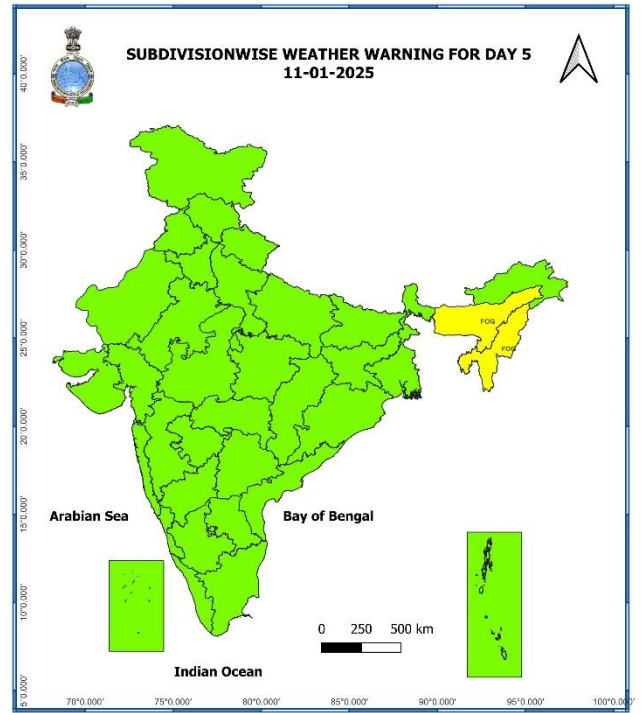 SUBDIVISIONWISE WEATHER WARNING FOR DAY 5
11-01-2025
40°0.000'
35°0.000'
30°0.000'
25°0.000'
20°0.000'
15°0.000'
10°0.000'
5°0.000'
FOG
FOG
Arabian Sea
Bay of Bengal
0 250 500 km
Indian Ocean
70°0.000' 75°0.000' 80°0.000' 85°0.000' 90°0.000' 95°0.000' 100°0.000'